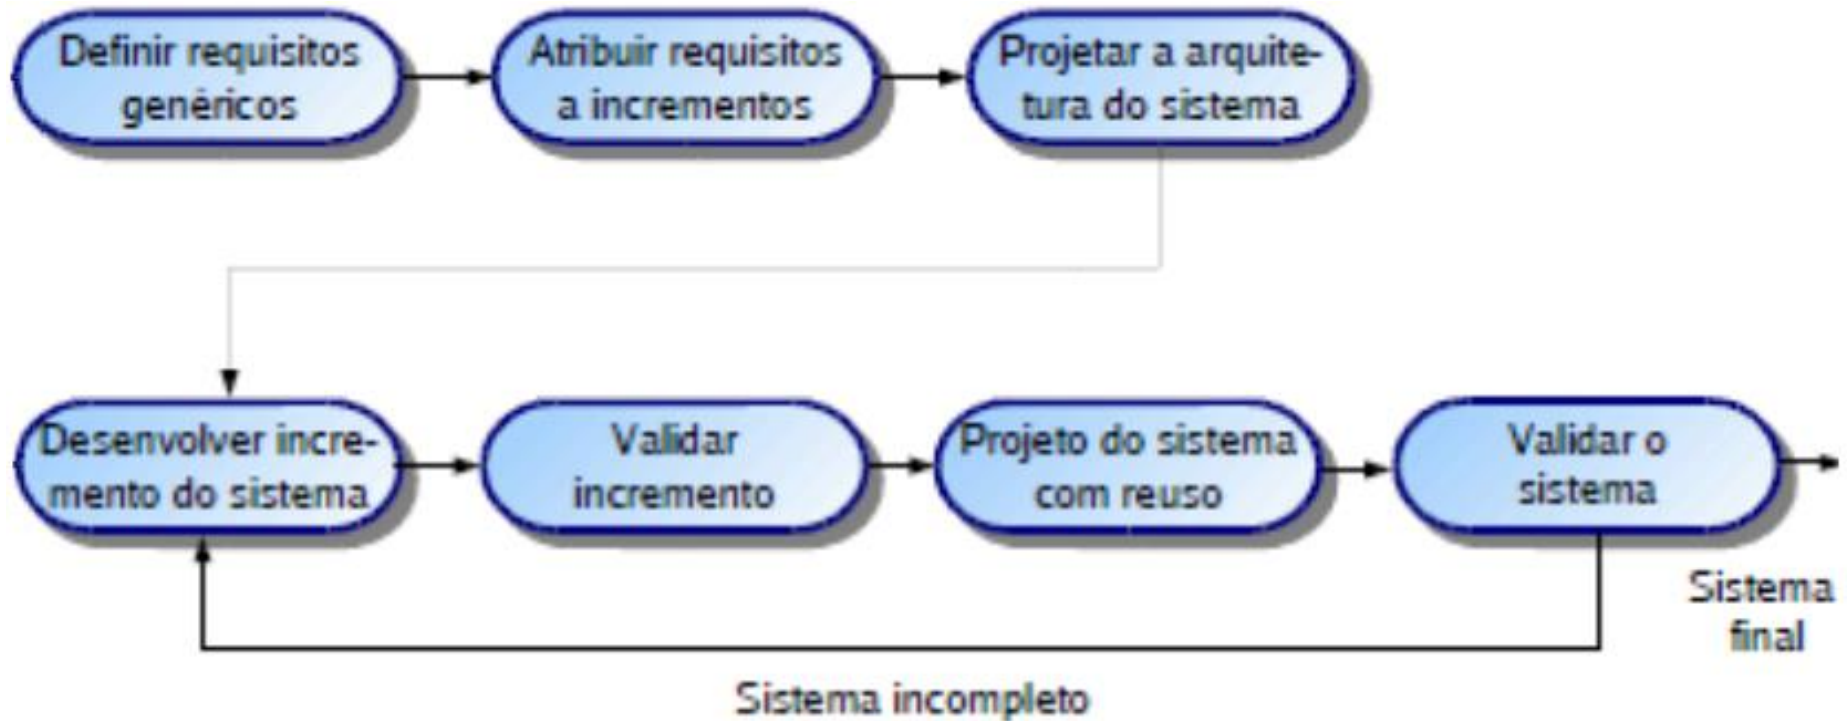 Definir requisitos
genéricos
Atribuir requisitos
a incrementos
Projetar a arquite-
tura do sistema
Desenvolver incre-
mento do sistema
Validar
incremento
Projeto do sistema
com reuso
Validar o
sistema
Sistema
final
Sistema incompleto